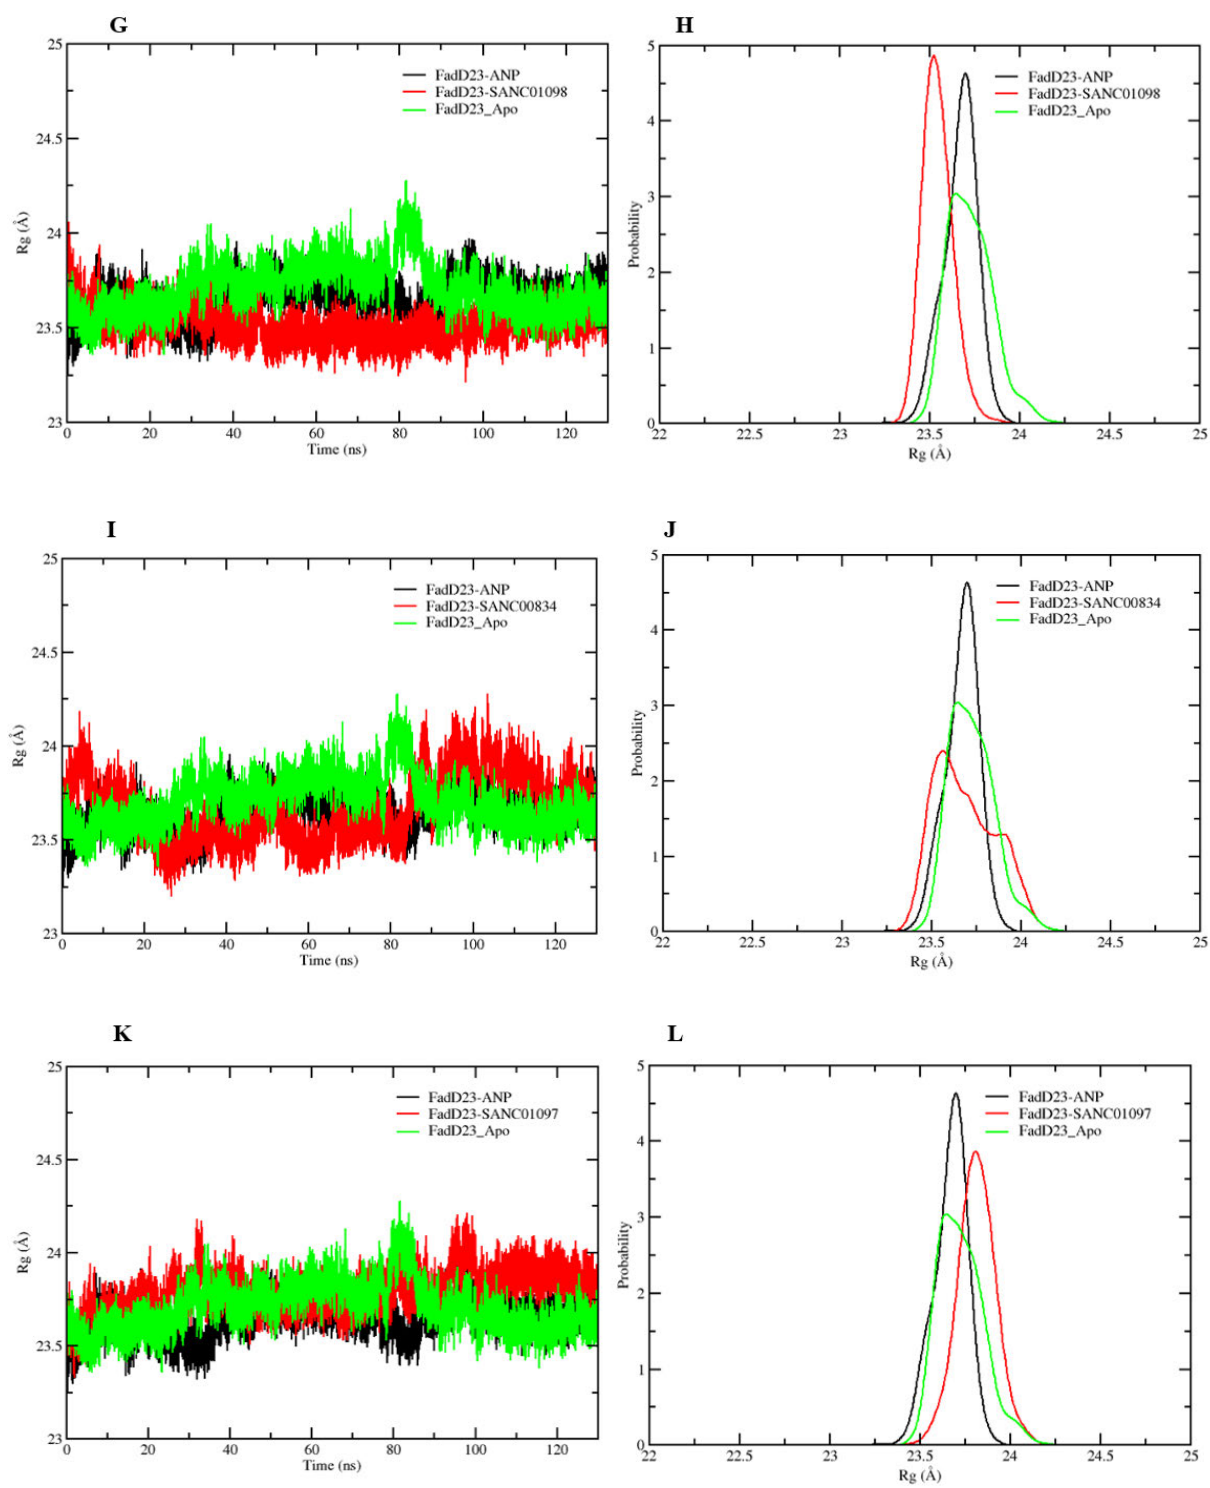 G
25
24.5
24
23.5
23
Rg (Å)
0 20 40 60 80 100 120
Time (ns)
FadD23-ANP
FadD23-SANC01098
FadD23_Apo
H
5
4
3
2
1
0
Probability
22 22.5 23 23.5 24 24.5 25
Rg (Å)
FadD23-ANP
FadD23-SANC01098
FadD23_Apo
I
25
24.5
24
23.5
23
Rg (Å)
0 20 40 60 80 100 120
Time (ns)
FadD23-ANP
FadD23-SANC00834
FadD23_Apo
J
5
4
3
2
1
0
Probability
22 22.5 23 23.5 24 24.5 25
Rg (Å)
FadD23-ANP
FadD23-SANC00834
FadD23_Apo
K
25
24.5
24
23.5
23
Rg (Å)
0 20 40 60 80 100 120
Time (ns)
FadD23-ANP
FadD23-SANC01097
FadD23_Apo
L
5
4
3
2
1
0
Probability
22 22.5 23 23.5 24 24.5 25
Rg (Å)
FadD23-ANP
FadD23-SANC01097
FadD23_Apo